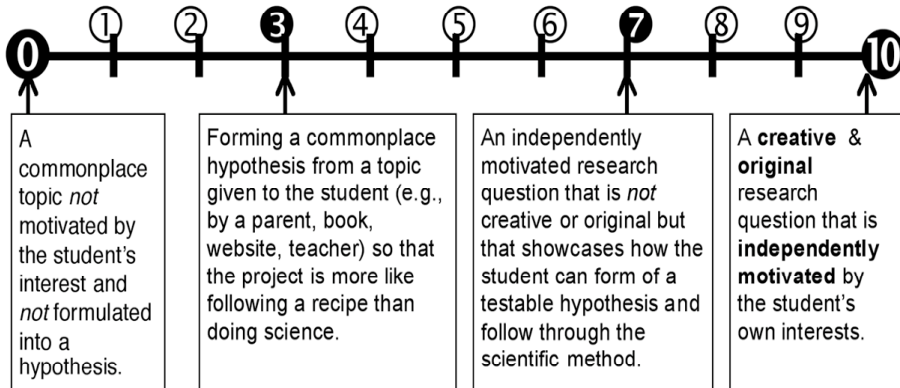 0 1 2 3 4 5 6 7 8 9 10
A
commonplace
topic not
motivated by
the student's
interest and
not formulated
into a
hypothesis.
Forming a commonplace
hypothesis from a topic
given to the student (e.g.,
by a parent, book,
website, teacher) so that
the project is more like
following a recipe than
doing science.
An independently
motivated research
question that is not
creative or original but
that showcases how the
student can form of a
testable hypothesis and
follow through the
scientific method.
A creative &
original
research
question that is
independently
motivated by
the student's
own interests.